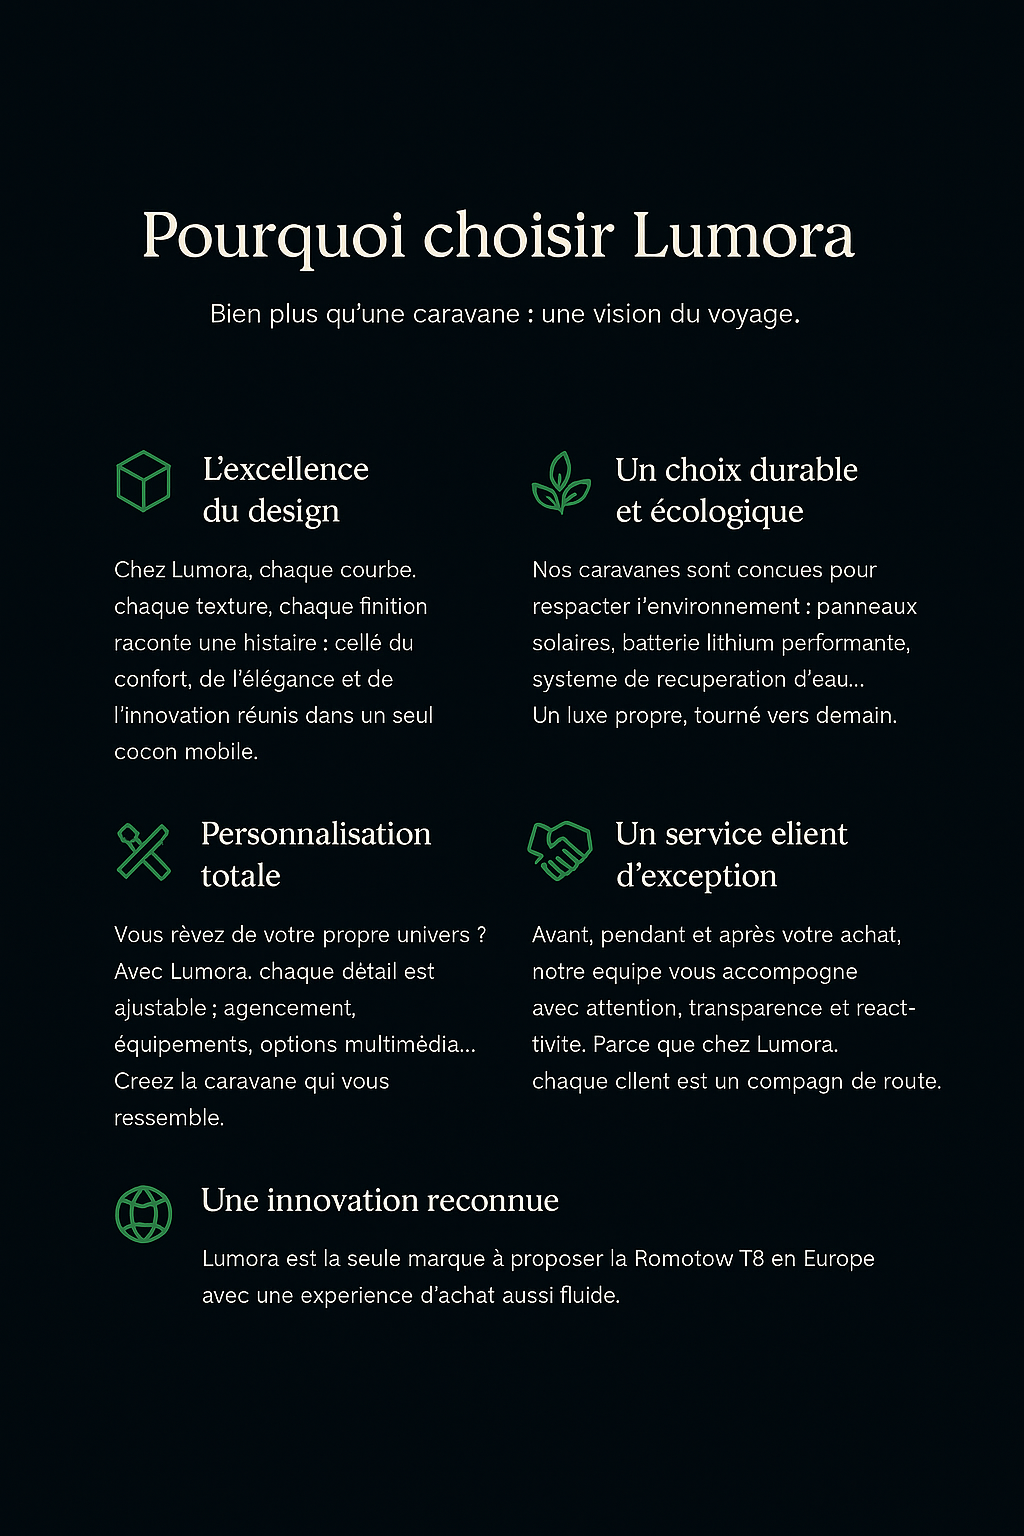 Pourquoi choisir Lumora
Bien plus qu’une caravane : une vision du voyage.
L’excellence
du design
Chez Lumora, chaque courbe.
chaque texture, chaque finition
raconte une histaire : cellé du
confort, de l’élégance et de
l’innovation réunis dans un seul
cocon mobile.
Un choix durable
et écologique
Nos caravanes sont concues pour
respacter i’environnement : panneaux
solaires, batterie lithium performante,
systeme de recuperation d’eau...
Un luxe propre, tourné vers demain.
Personnalisation
totale
Vous rèvez de votre propre univers ?
Avec Lumora. chaque détail est
ajustable ; agencement,
équipements, options multimédia...
Creez la caravane qui vous
ressemble.
Un service elient
d’exception
Avant, pendant et après votre achat,
notre equipe vous accompogne
avec attention, transparence et react-
tivite. Parce que chez Lumora.
chaque cllent est un compagn de route.
Une innovation reconnue
Lumora est la seule marque à proposer la Romotow T8 en Europe
avec une experience d’achat aussi fluide.